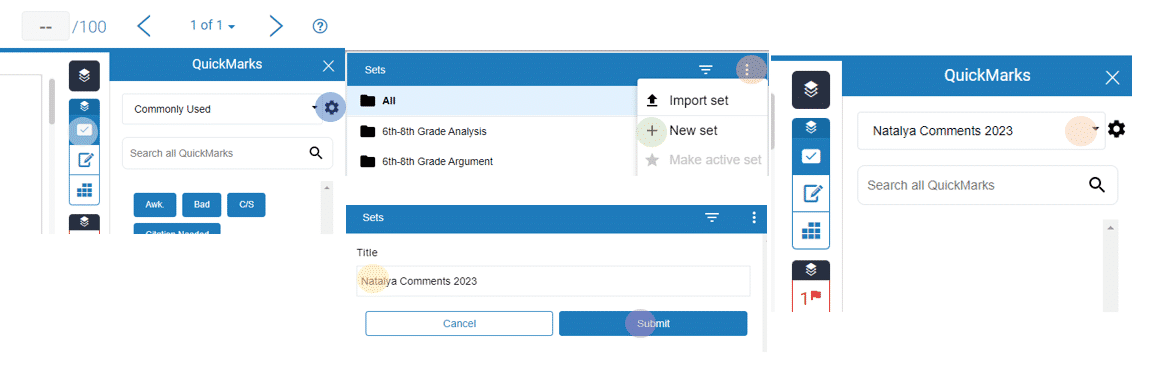 -- /100
1 of 1
QuickMarks
Commonly Used
Search all QuickMarks
Awk.
Bad
C/S
Citation Needed
Sets
All
6th-8th Grade Analysis
6th-8th Grade Argument
Import set
New set
Make active set
Sets
Title
Natalya Comments 2023
Cancel
Submit
QuickMarks
Natalya Comments 2023
Search all QuickMarks
1